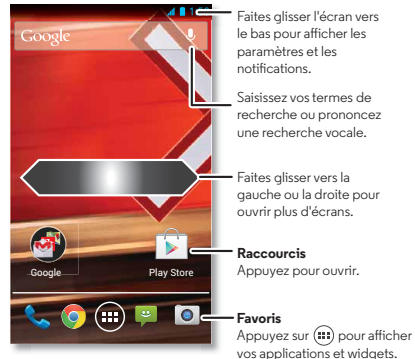 Google
1
Faites glisser l'écran vers
le bas pour afficher les
paramètres et les
notifications.
Saisissez vos termes de
recherche ou prononcez
une recherche vocale.
Faites glisser vers la
gauche ou la droite pour
ouvrir plus d'écrans.
Google
Play Store
Raccourcis
Appuyez pour ouvrir.
Favoris
Appuyez sur pour afficher
vos applications et widgets.